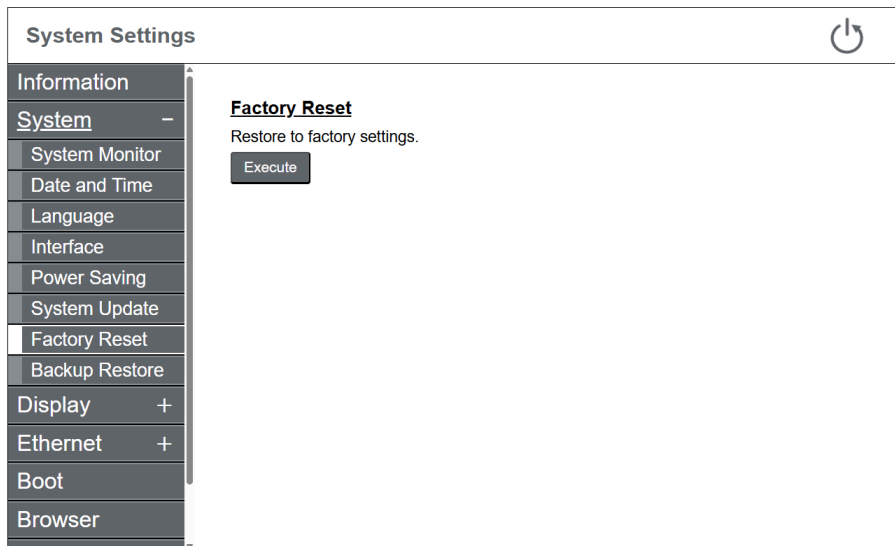 System Settings
Information
System −
System Monitor
Date and Time
Language
Interface
Power Saving
System Update
Factory Reset
Backup Restore
Display +
Ethernet +
Boot
Browser
Factory Reset
Restore to factory settings.
Execute